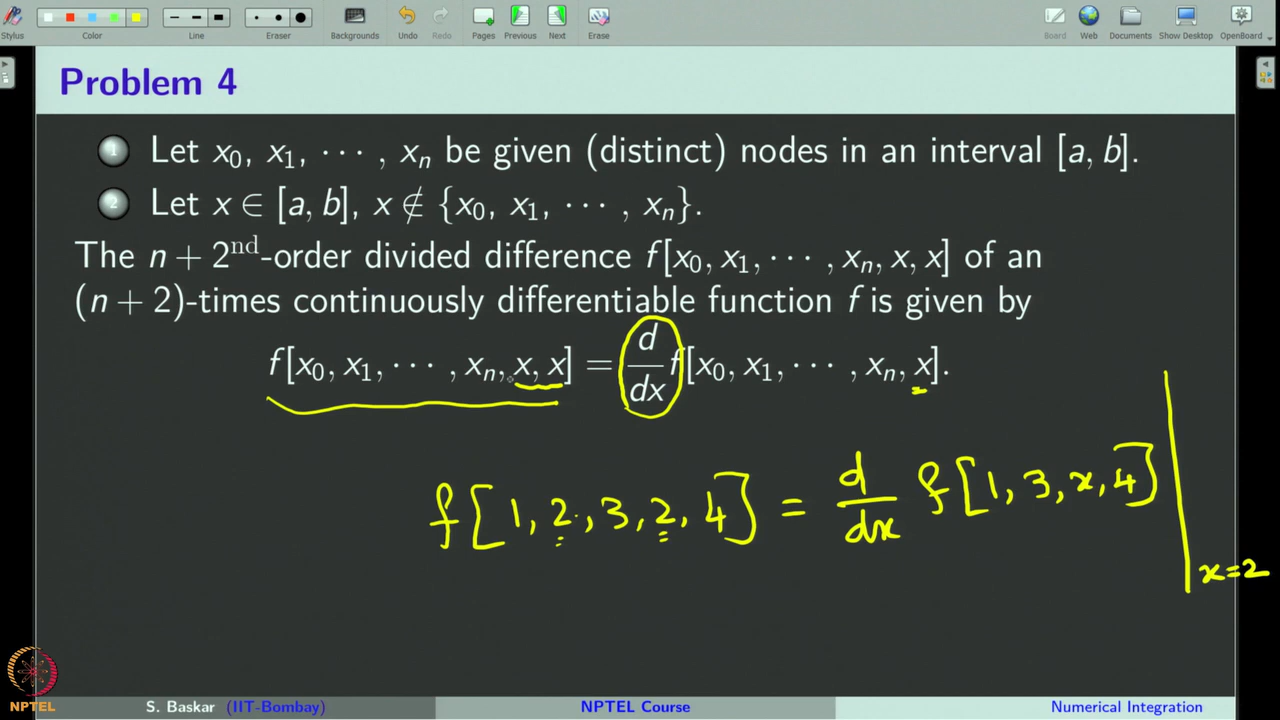 Stylus Color Line Eraser Backgrounds Undo Redo Pages Previous Next Erase Board Web Documents Show Desktop OpenBoard
Problem 4
1 Let x₀, x₁, ⋯ , xₙ be given (distinct) nodes in an interval [a, b].
2 Let x ∈ [a, b], x ∉ {x₀, x₁, ⋯ , xₙ}.
The n + 2ⁿᵈ-order divided difference f[x₀, x₁, ⋯ , xₙ, x, x] of an
(n + 2)-times continuously differentiable function f is given by
f[x₀, x₁, ⋯ , xₙ, x, x] = d/dx f[x₀, x₁, ⋯ , xₙ, x].
f[1, 2, 3, 2, 4] = d/dx f[1, 3, x, 4] |x=2
NPTEL
S. Baskar (IIT-Bombay) NPTEL Course Numerical Integration